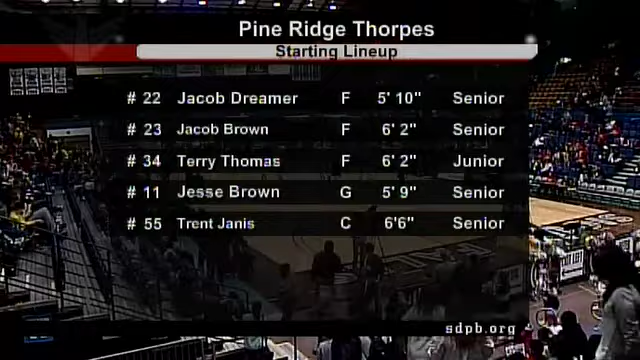 Pine Ridge Thorpes
Starting Lineup
# 22 Jacob Dreamer F 5' 10" Senior
# 23 Jacob Brown F 6' 2" Senior
# 34 Terry Thomas F 6' 2" Junior
# 11 Jesse Brown G 5' 9" Senior
# 55 Trent Janis C 6'6" Senior
sdpb.org